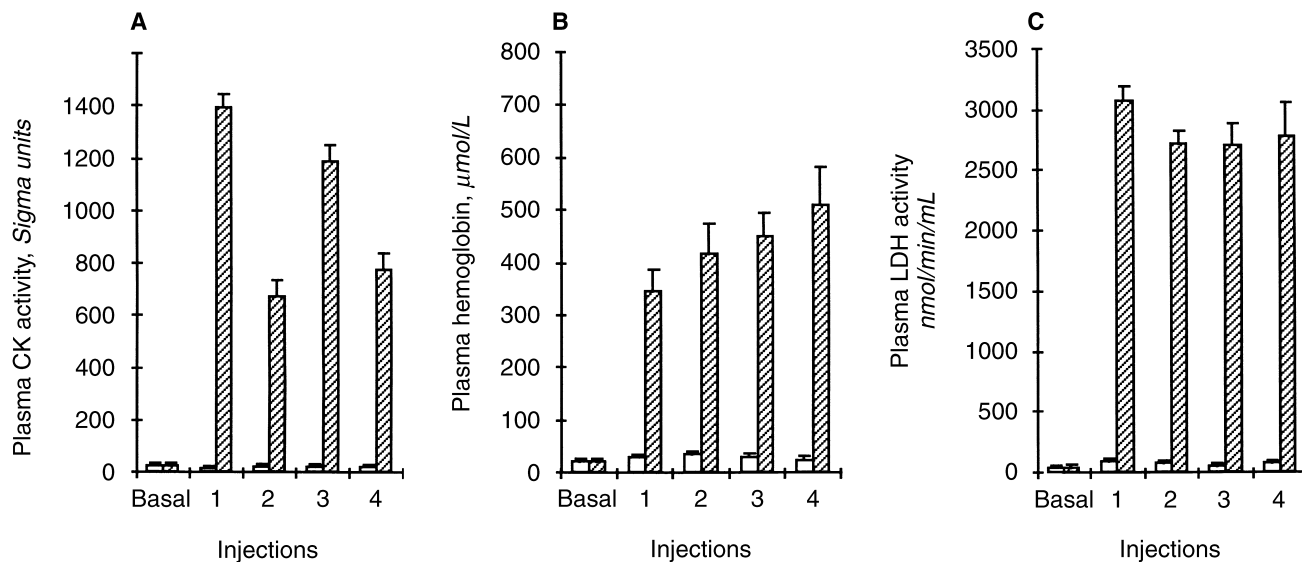 A
Plasma CK activity, Sigma units
1400
1200
1000
800
600
400
200
0
Basal 1 2 3 4
Injections
B
Plasma hemoglobin, μmol/L
800
700
600
500
400
300
200
100
0
Basal 1 2 3 4
Injections
C
Plasma LDH activity
nmol/min/mL
3500
3000
2500
2000
1500
1000
500
0
Basal 1 2 3 4
Injections